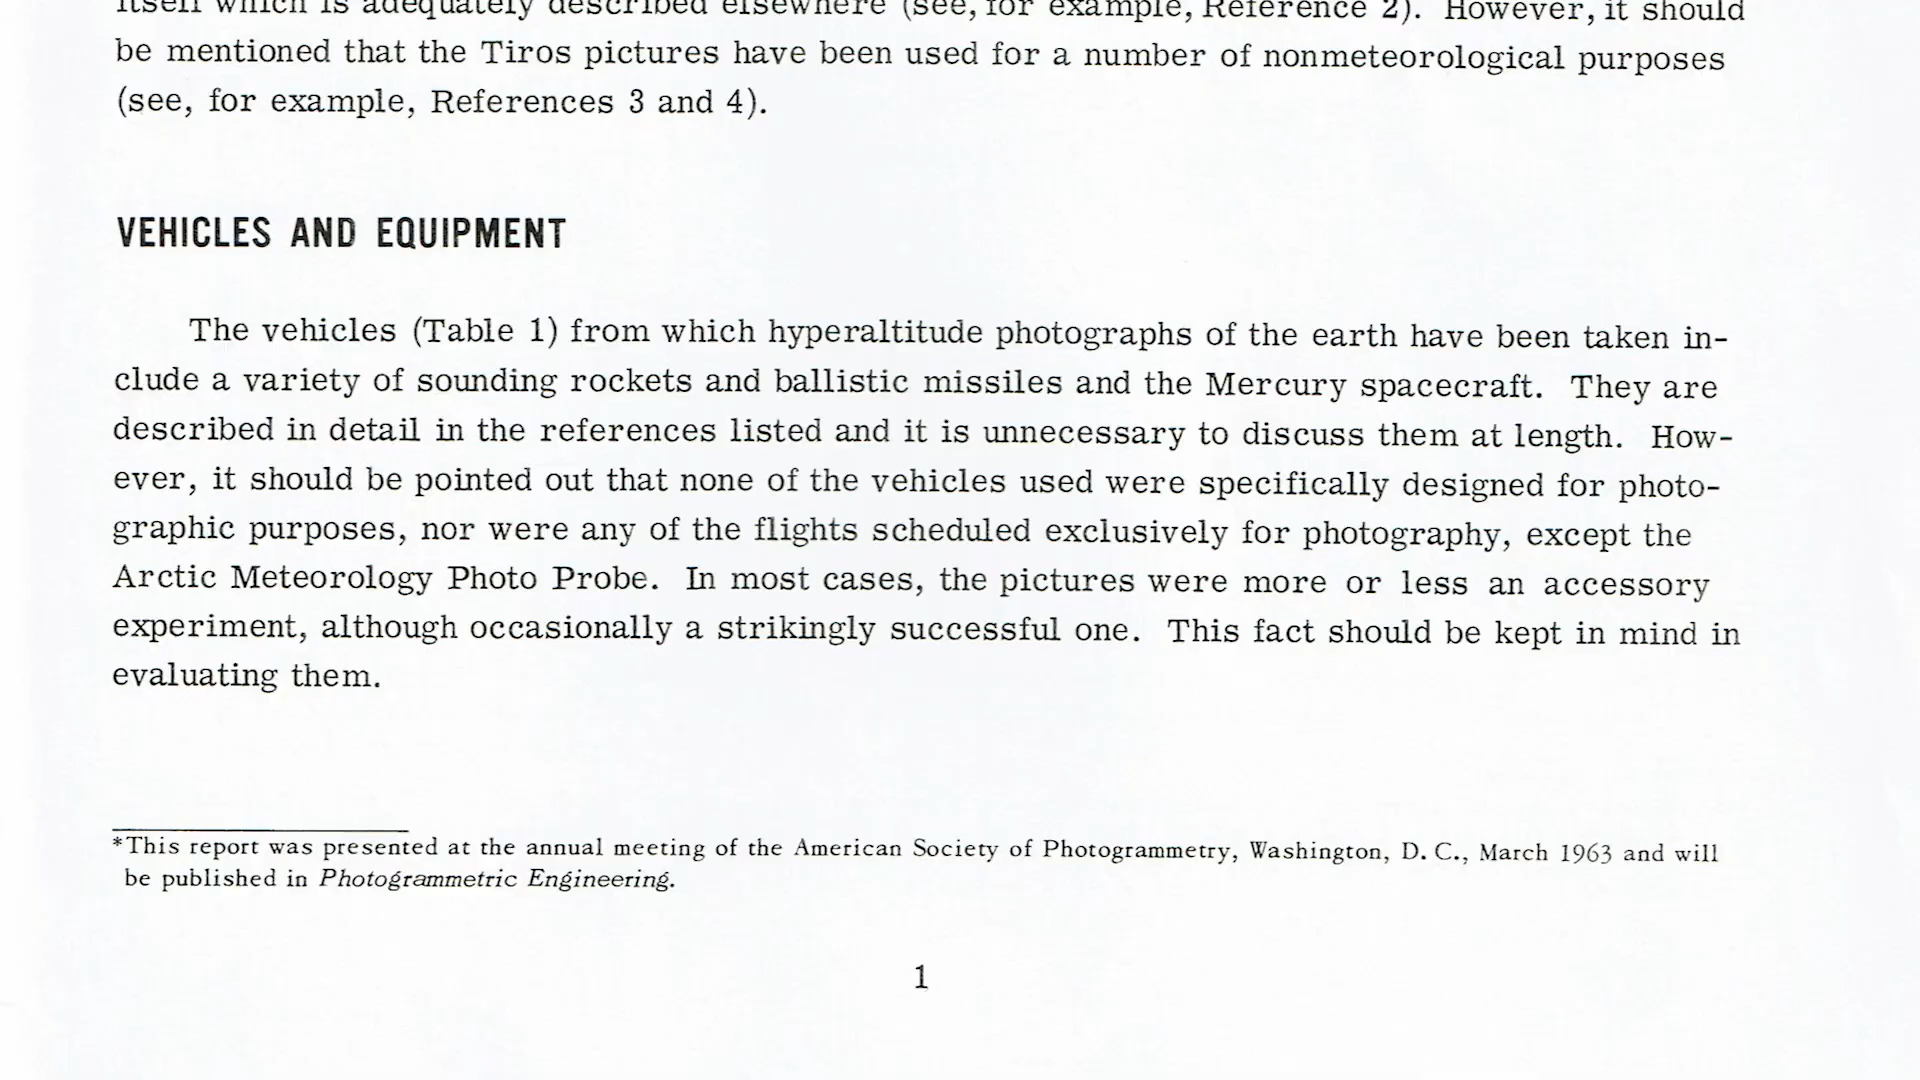 itself which is adequately described elsewhere (see, for example, Reference 2). However, it should
be mentioned that the Tiros pictures have been used for a number of nonmeteorological purposes
(see, for example, References 3 and 4).
VEHICLES AND EQUIPMENT
The vehicles (Table 1) from which hyperaltitude photographs of the earth have been taken in-
clude a variety of sounding rockets and ballistic missiles and the Mercury spacecraft. They are
described in detail in the references listed and it is unnecessary to discuss them at length. How-
ever, it should be pointed out that none of the vehicles used were specifically designed for photo-
graphic purposes, nor were any of the flights scheduled exclusively for photography, except the
Arctic Meteorology Photo Probe. In most cases, the pictures were more or less an accessory
experiment, although occasionally a strikingly successful one. This fact should be kept in mind in
evaluating them.
*This report was presented at the annual meeting of the American Society of Photogrammetry, Washington, D. C., March 1963 and will
be published in Photogrammetric Engineering.
1